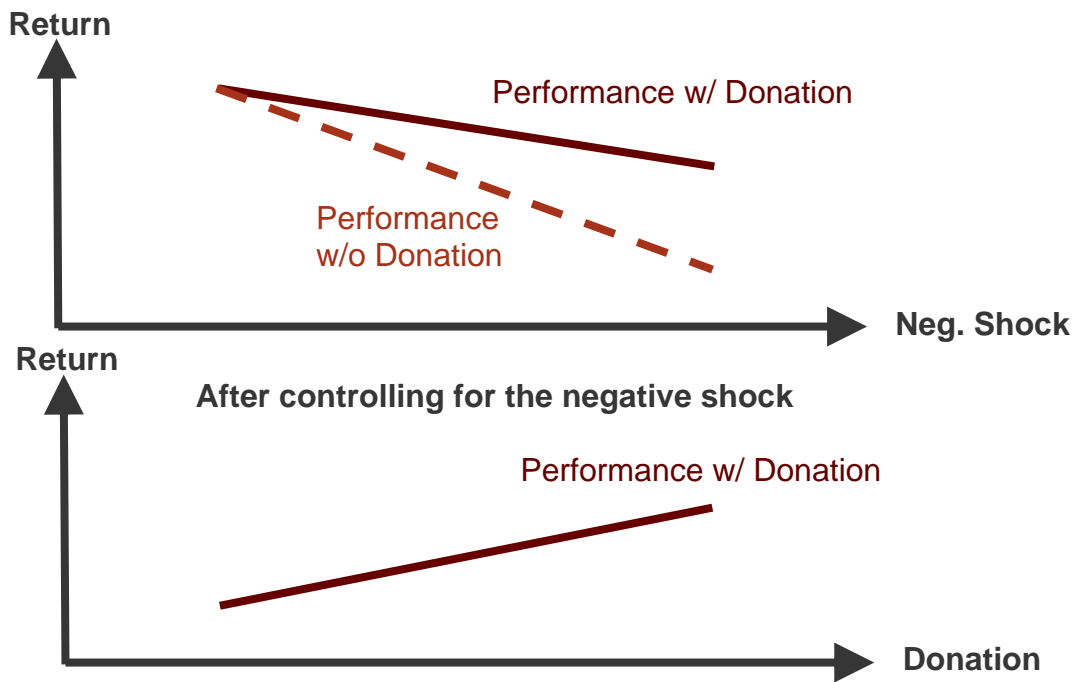 Return
Performance w/ Donation
Performance
w/o Donation
Neg. Shock
Return
After controlling for the negative shock
Performance w/ Donation
Donation